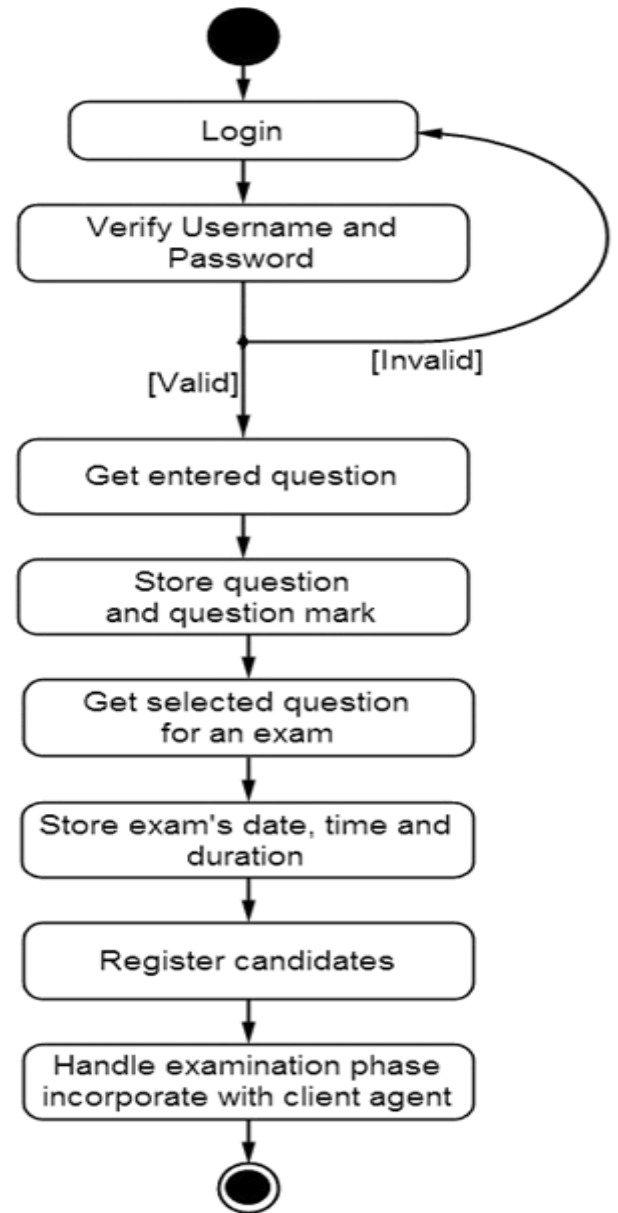 Login
Verify Username and
Password
[Invalid]
[Valid]
Get entered question
Store question
and question mark
Get selected question
for an exam
Store exam's date, time and
duration
Register candidates
Handle examination phase
incorporate with client agent